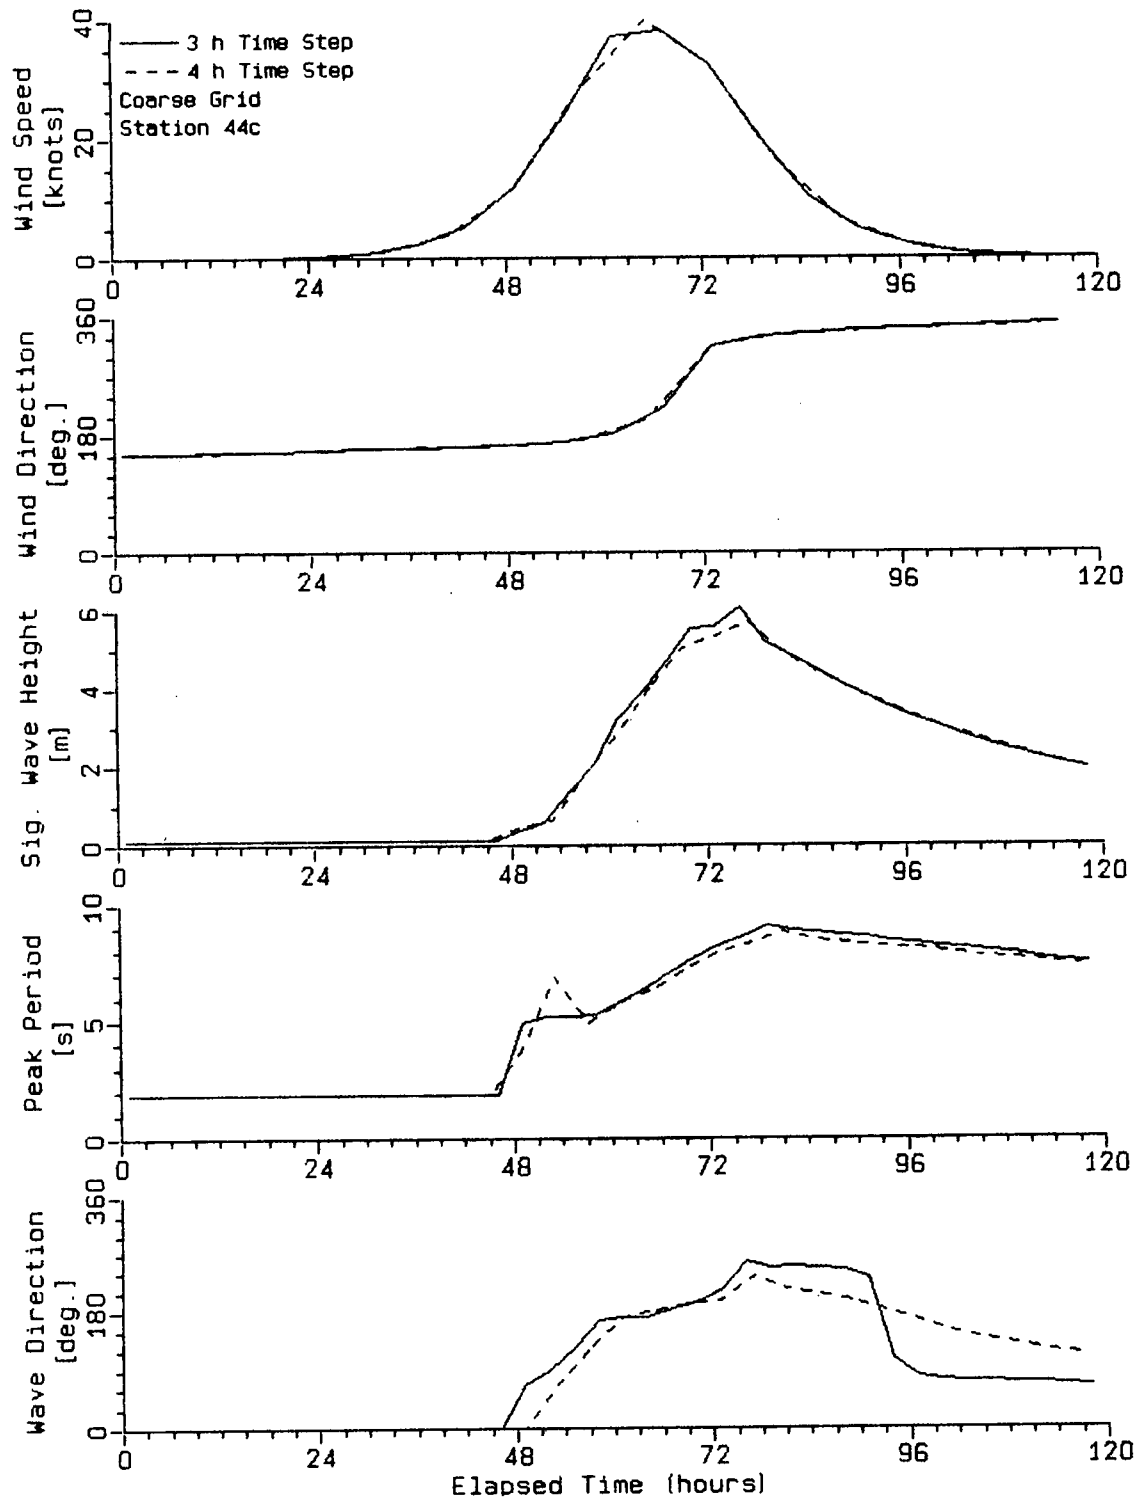 40
20
0
Wind Speed
[knots]
3 h Time Step
4 h Time Step
Coarse Grid
Station 44c
0 24 48 72 96 120
360
180
0
Wind Direction
[deg.]
0 24 48 72 96 120
6
4
2
0
Sig. Wave Height
[m]
0 24 48 72 96 120
10
5
0
Peak Period
[s]
0 24 48 72 96 120
360
180
0
Wave Direction
[deg.]
0 24 48 72 96 120
Elapsed Time (hours)